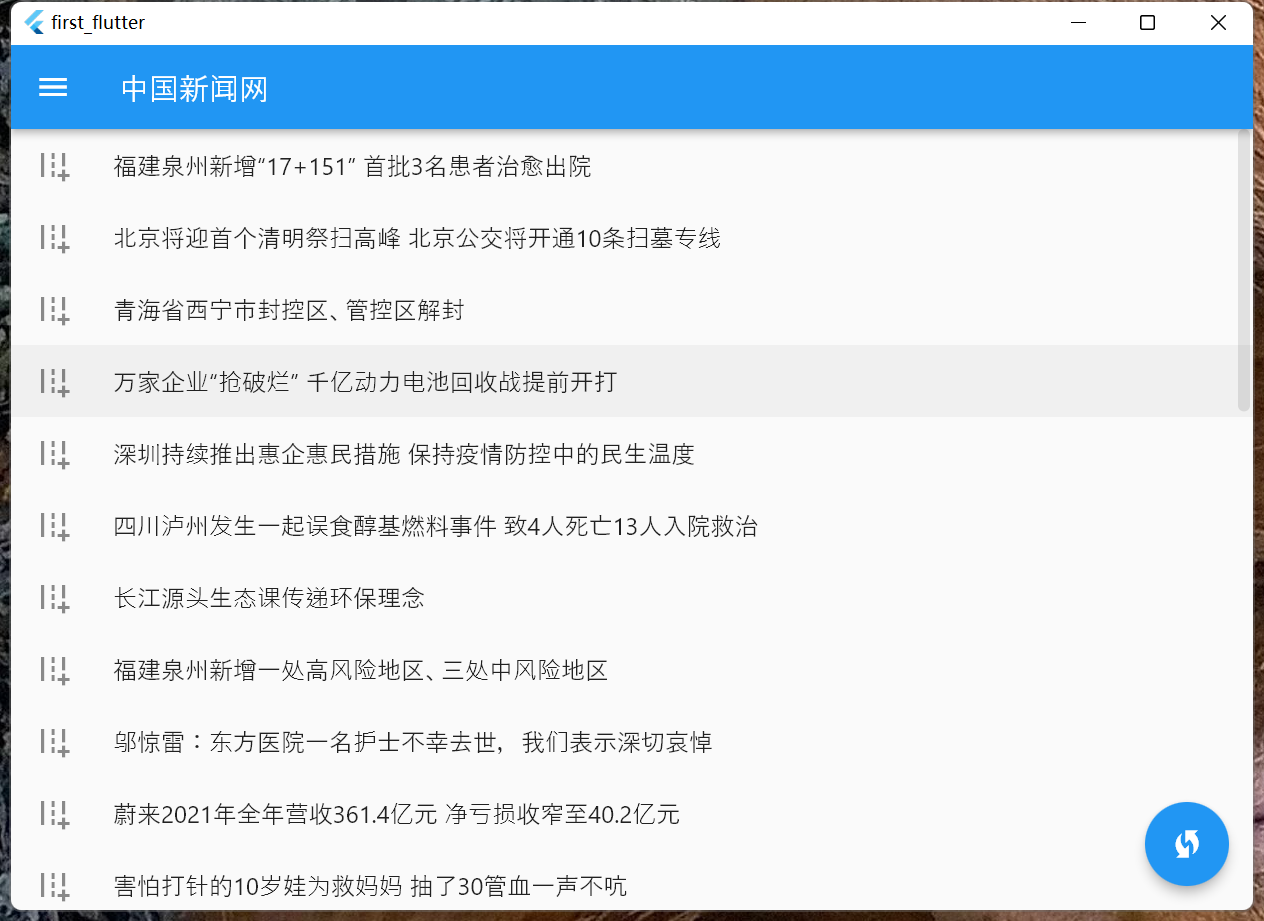 first_flutter
中国新闻网
福建泉州新增“17+151” 首批3名患者治愈出院
北京将迎首个清明祭扫高峰 北京公交将开通10条扫墓专线
青海省西宁市封控区、管控区解封
万家企业“抢破烂” 千亿动力电池回收战提前开打
深圳持续推出惠企惠民措施 保持疫情防控中的民生温度
四川泸州发生一起误食醇基燃料事件 致4人死亡13人入院救治
长江源头生态课传递环保理念
福建泉州新增一处高风险地区、三处中风险地区
邬惊雷：东方医院一名护士不幸去世，我们表示深切哀悼
蔚来2021年全年营收361.4亿元 净亏损收窄至40.2亿元
害怕打针的10岁娃为救妈妈 抽了30管血一声不吭